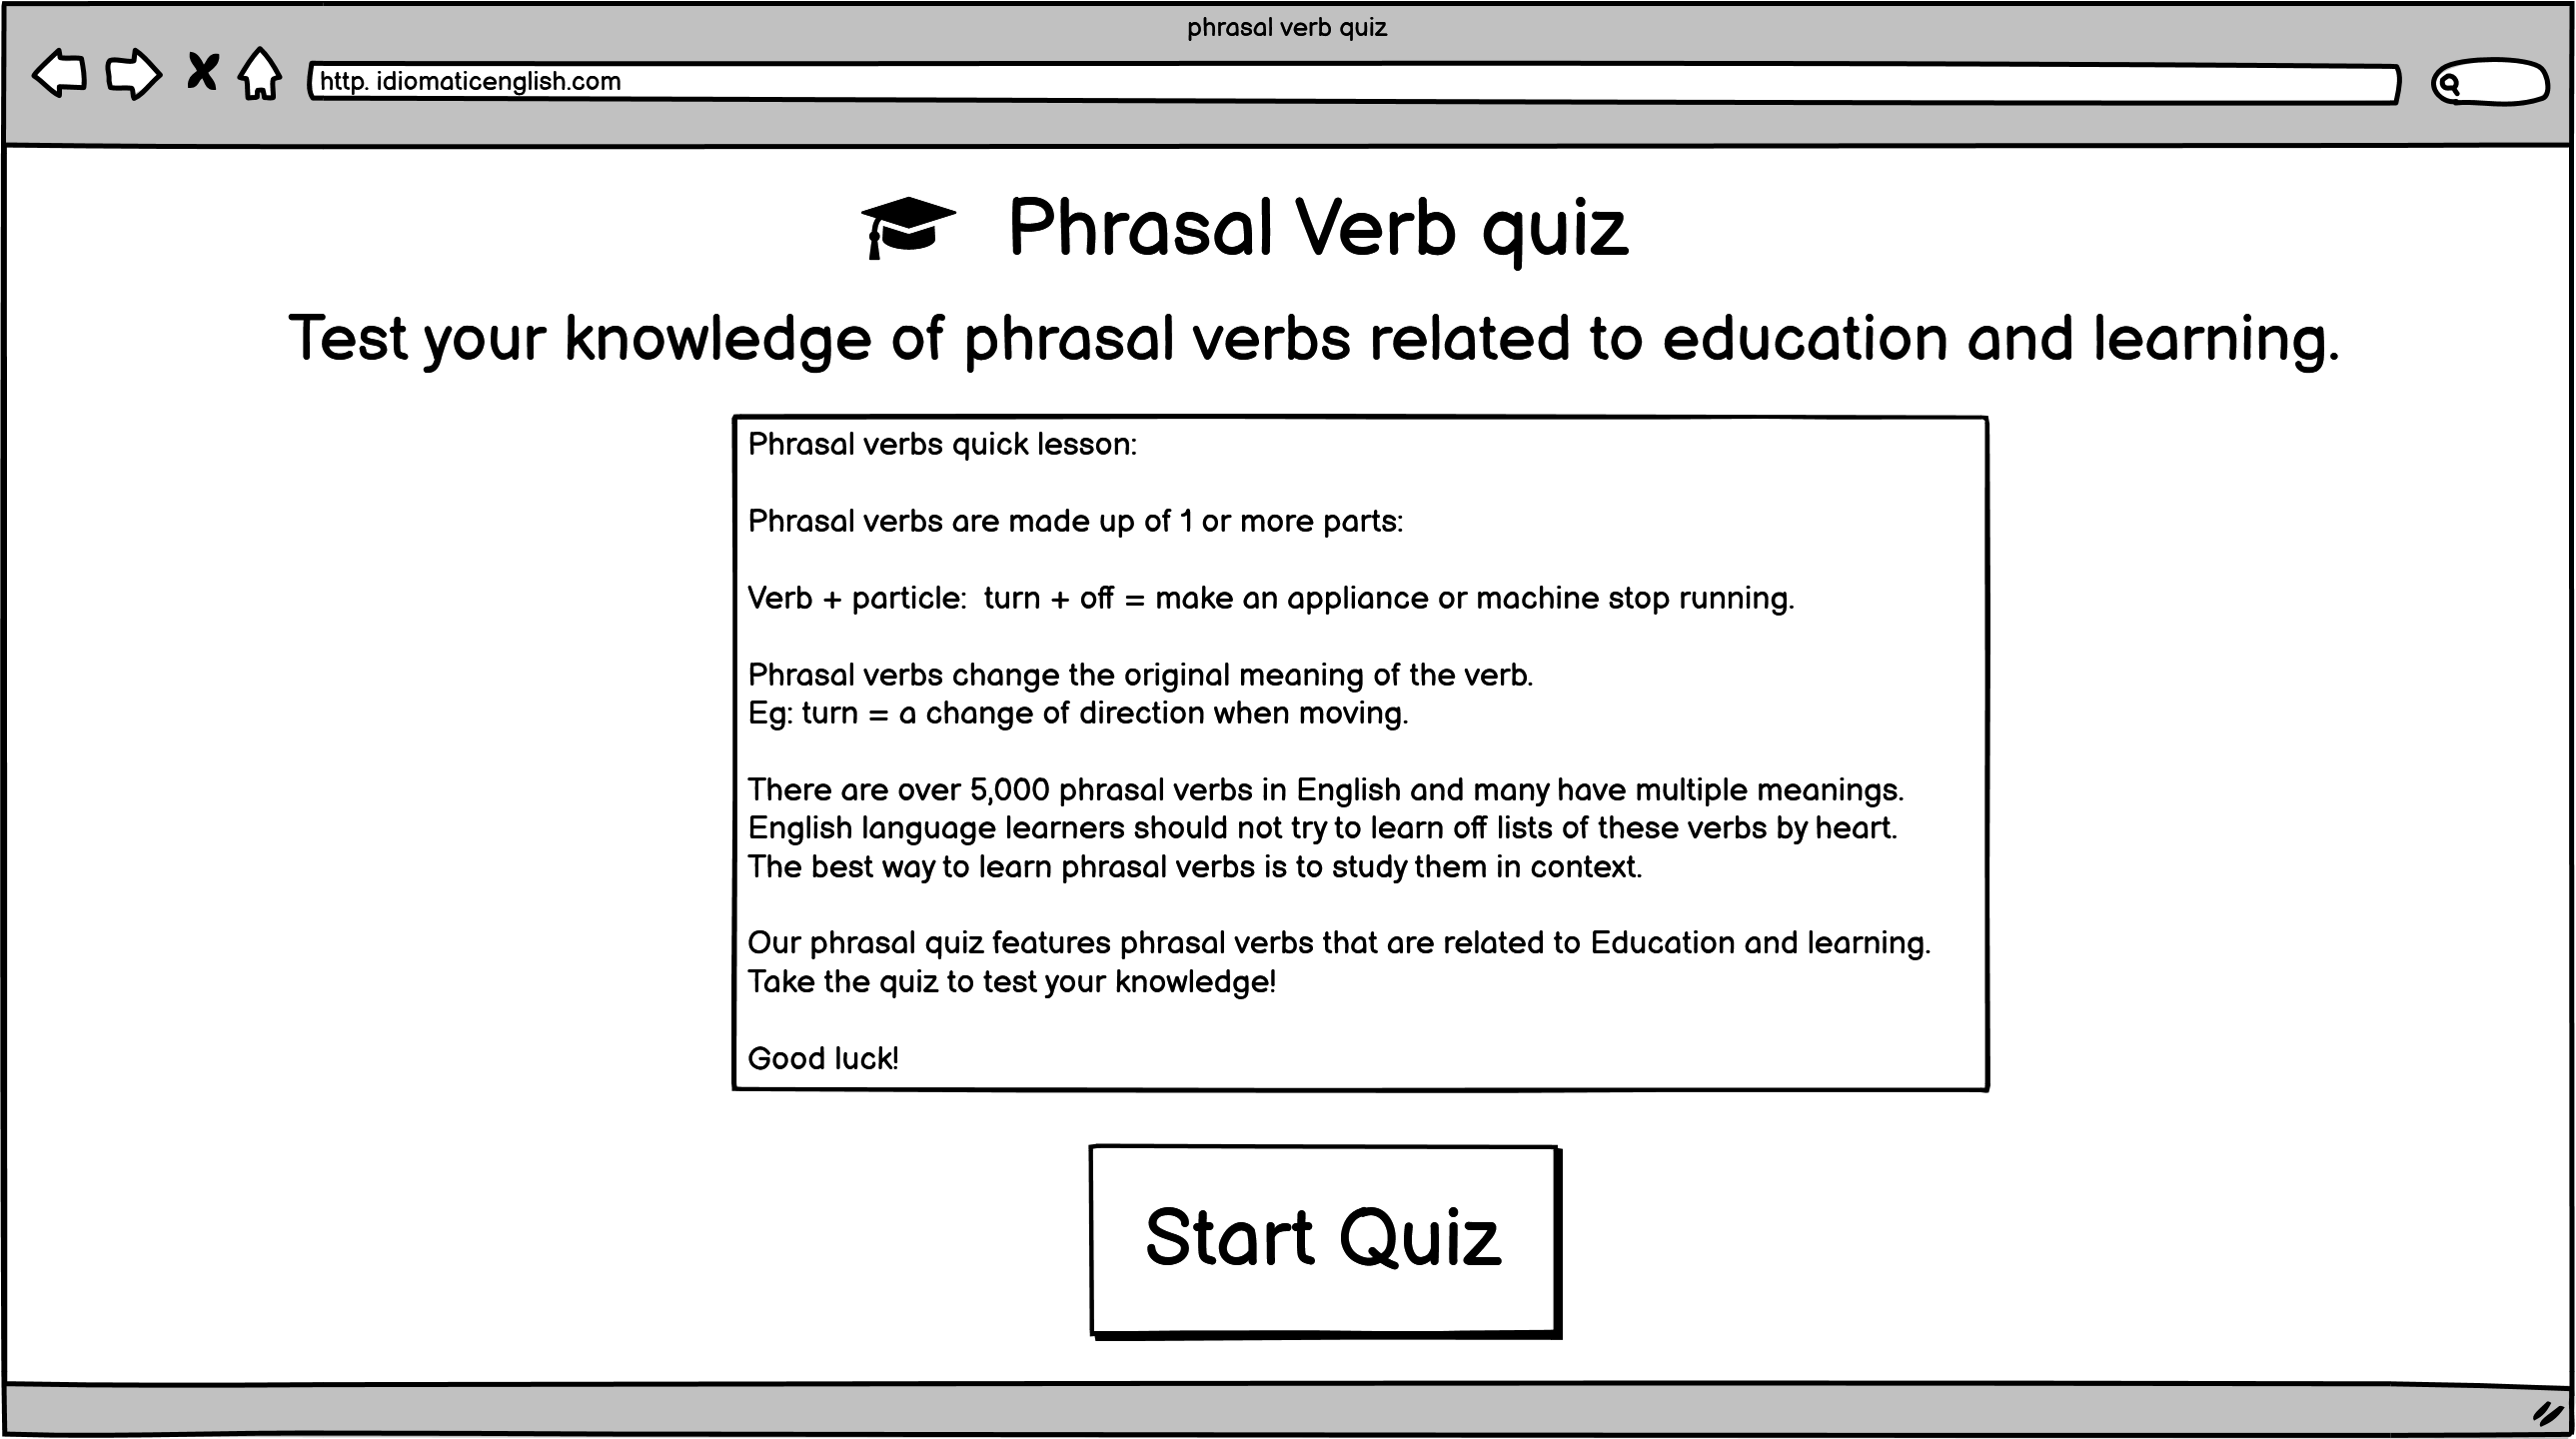 phrasal verb quiz
http. idiomaticenglish.com
Phrasal Verb quiz
Test your knowledge of phrasal verbs related to education and learning.
Phrasal verbs quick lesson:
Phrasal verbs are made up of 1 or more parts:
Verb + particle:  turn + off = make an appliance or machine stop running.
Phrasal verbs change the original meaning of the verb.
Eg: turn = a change of direction when moving.
There are over 5,000 phrasal verbs in English and many have multiple meanings.
English language learners should not try to learn off lists of these verbs by heart.
The best way to learn phrasal verbs is to study them in context.
Our phrasal quiz features phrasal verbs that are related to Education and learning.
Take the quiz to test your knowledge!
Good luck!
Start Quiz